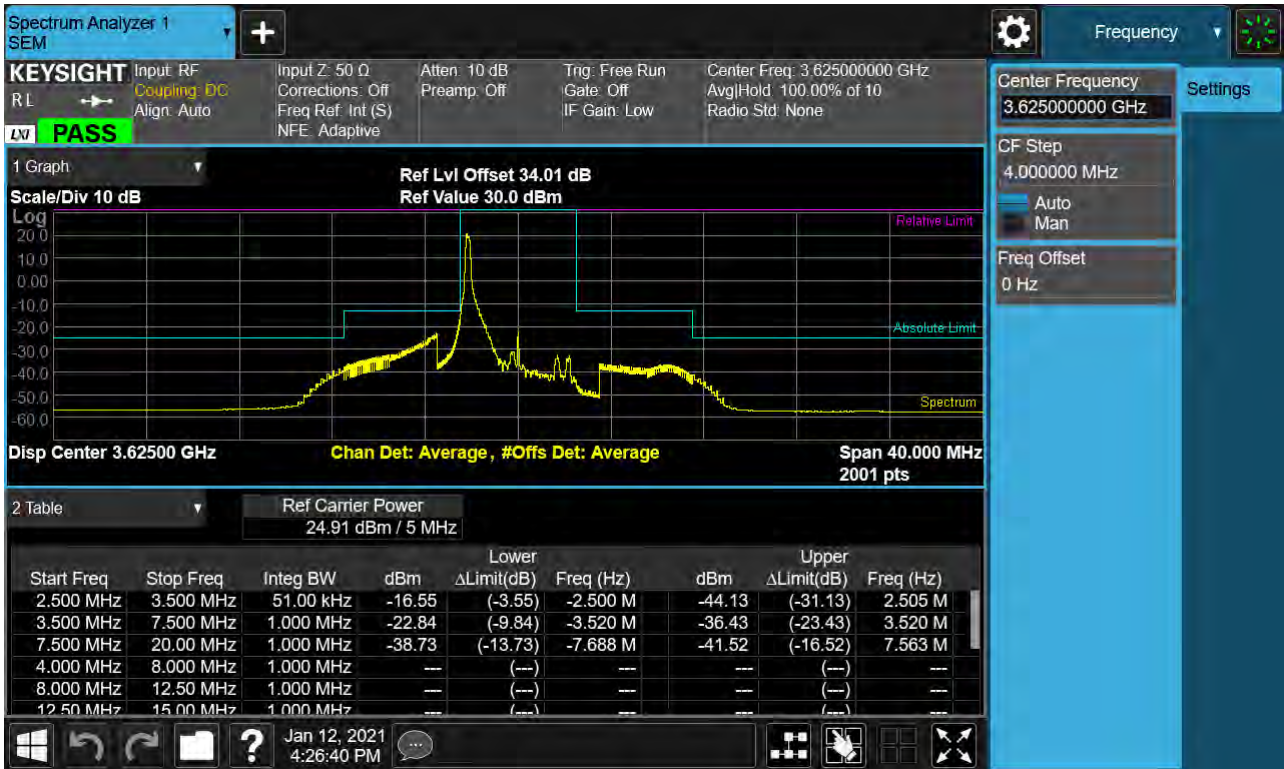 Spectrum Analyzer 1
SEM
Frequency
KEYSIGHT
R L
LXI
PASS
Input: RF
Coupling: DC
Align: Auto
Input Z: 50 Ω
Corrections: Off
Freq Ref: Int (S)
NFE: Adaptive
Atten: 10 dB
Preamp: Off
Trig: Free Run
Gate: Off
IF Gain: Low
Center Freq: 3.625000000 GHz
Avg|Hold: 100.00% of 10
Radio Std: None
Center Frequency
3.625000000 GHz
Settings
CF Step
4.000000 MHz
Auto
Man
Freq Offset
0 Hz
1 Graph
Ref Lvl Offset 34.01 dB
Scale/Div 10 dB
Ref Value 30.0 dBm
Log
Relative Limit
20.0
10.0
0.00
-10.0
-20.0
Absolute Limit
-30.0
-40.0
-50.0
Spectrum
-60.0
Disp Center 3.62500 GHz
Chan Det: Average, #Offs Det: Average
Span 40.000 MHz
2001 pts
2 Table
Ref Carrier Power
24.91 dBm / 5 MHz
Lower Upper
Start Freq Stop Freq Integ BW dBm ΔLimit(dB) Freq (Hz) dBm ΔLimit(dB) Freq (Hz)
2.500 MHz 3.500 MHz 51.00 kHz -16.55 (-3.55) -2.500 M -44.13 (-31.13) 2.505 M
3.500 MHz 7.500 MHz 1.000 MHz -22.84 (-9.84) -3.520 M -36.43 (-23.43) 3.520 M
7.500 MHz 20.00 MHz 1.000 MHz -38.73 (-13.73) -7.688 M -41.52 (-16.52) 7.563 M
4.000 MHz 8.000 MHz 1.000 MHz --- (---) --- --- (---) ---
8.000 MHz 12.50 MHz 1.000 MHz --- (---) --- --- (---) ---
12.50 MHz 15.00 MHz 1.000 MHz --- (---) --- --- (---) ---
?
Jan 12, 2021
4:26:40 PM